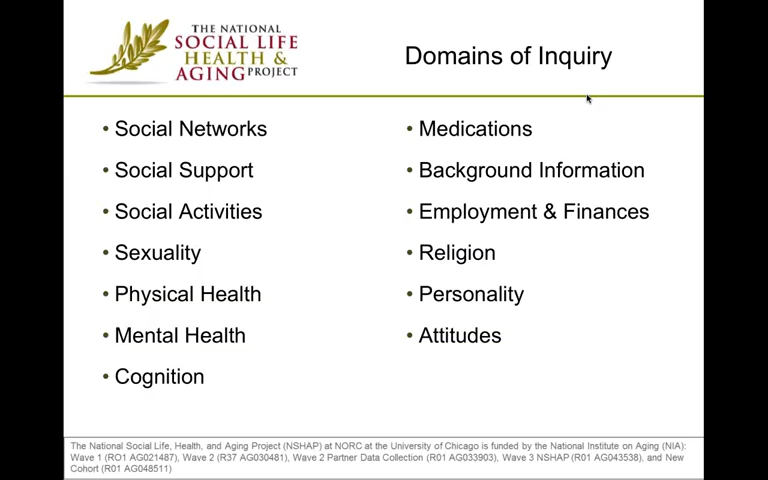 THE NATIONAL
SOCIAL LIFE
HEALTH &
AGING PROJECT
Domains of Inquiry
• Social Networks
• Social Support
• Social Activities
• Sexuality
• Physical Health
• Mental Health
• Cognition
• Medications
• Background Information
• Employment & Finances
• Religion
• Personality
• Attitudes
The National Social Life, Health, and Aging Project (NSHAP) at NORC at the University of Chicago is funded by the National Institute on Aging (NIA):
Wave 1 (RO1 AG021487), Wave 2 (R37 AG030481), Wave 2 Partner Data Collection (R01 AG033903), Wave 3 NSHAP (R01 AG043538), and New
Cohort (R01 AG048511)